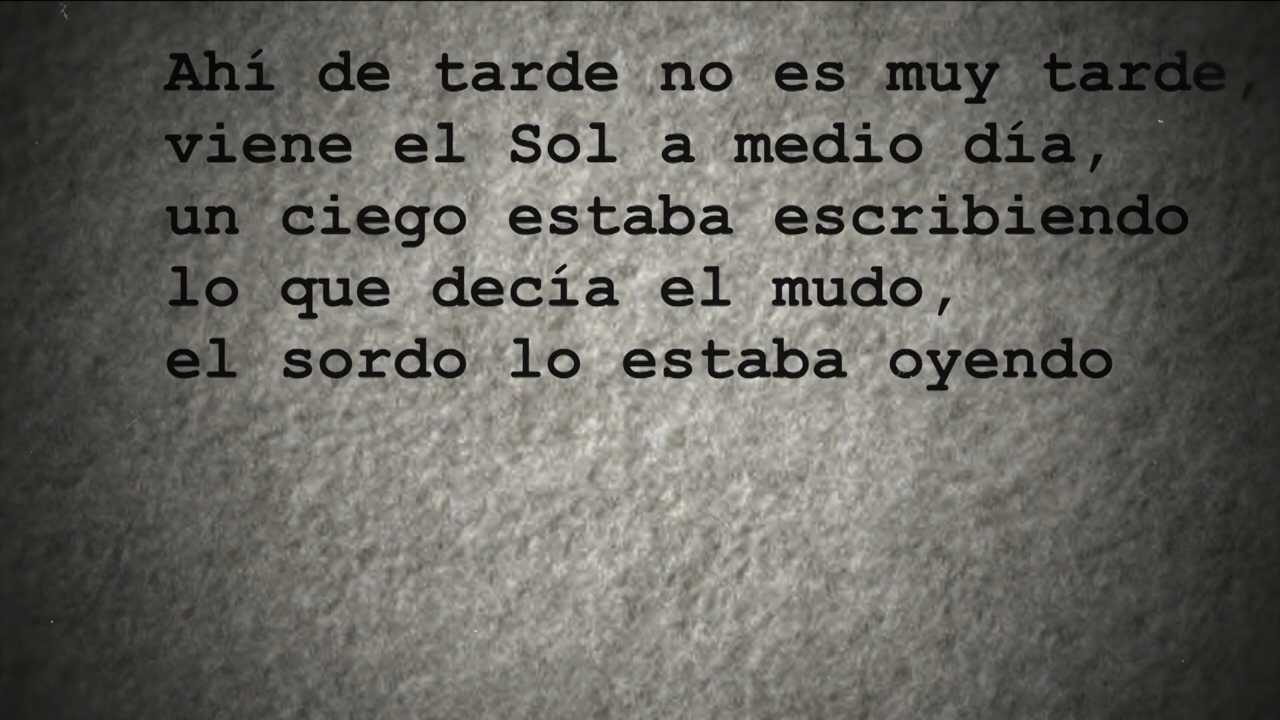 Ahí de tarde no es muy tarde,
viene el Sol a medio día,
un ciego estaba escribiendo
lo que decía el mudo,
el sordo lo estaba oyendo